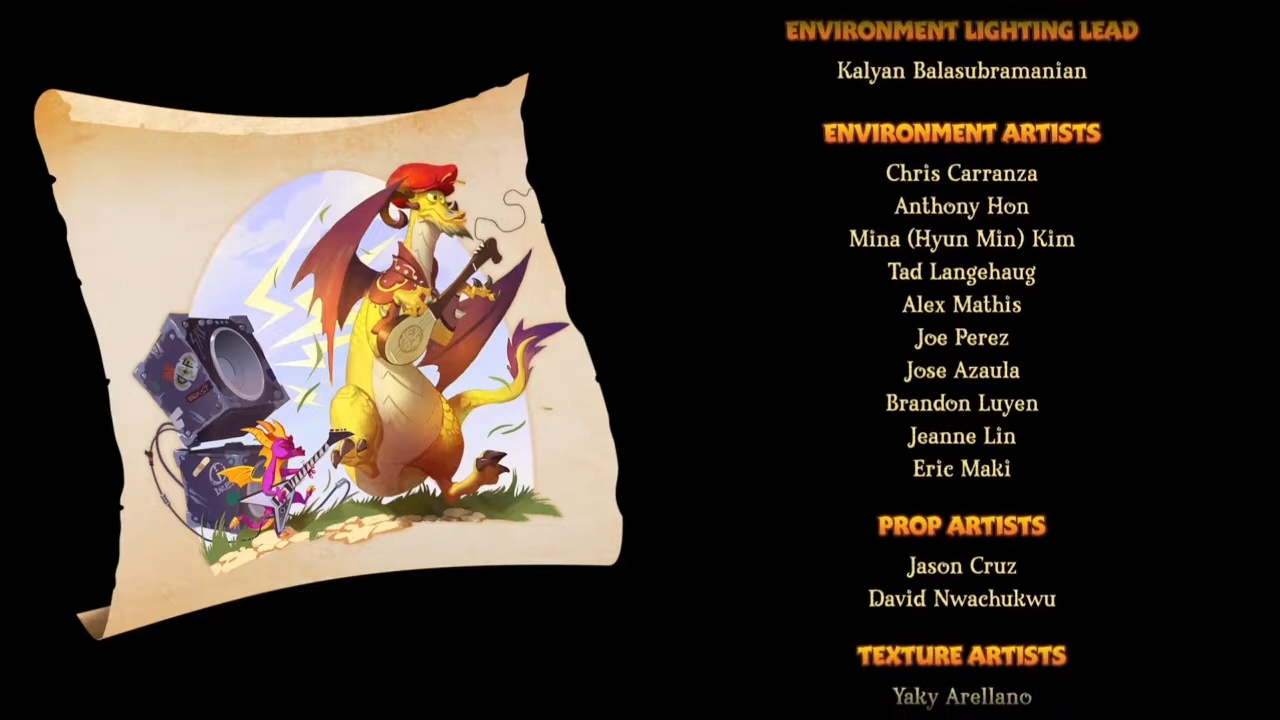 ENVIRONMENT LIGHTING LEAD
Kalyan Balasubramanian
ENVIRONMENT ARTISTS
Chris Carranza
Anthony Hon
Mina (Hyun Min) Kim
Tad Langehaug
Alex Mathis
Joe Perez
Jose Azaula
Brandon Luyen
Jeanne Lin
Eric Maki
PROP ARTISTS
Jason Cruz
David Nwachukwu
TEXTURE ARTISTS
Yaky Arellano